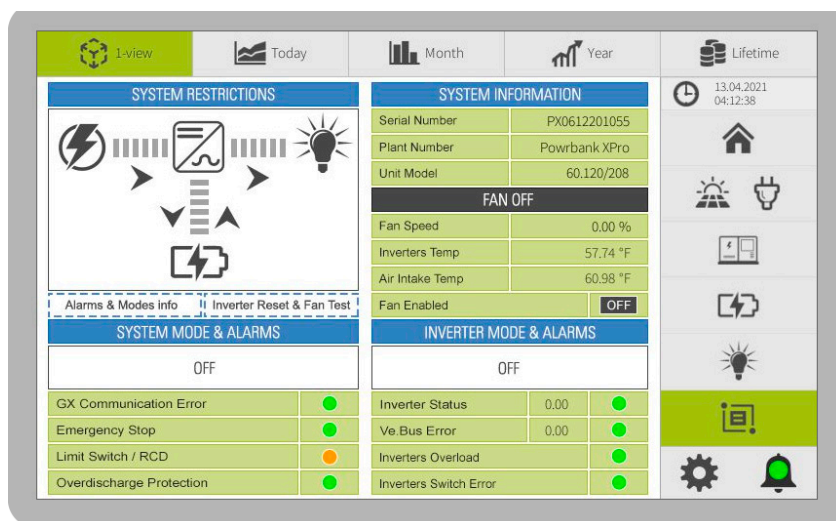 1-view
Today
Month
Year
Lifetime
SYSTEM RESTRICTIONS
Alarms & Modes info
Inverter Reset & Fan Test
SYSTEM MODE & ALARMS
OFF
GX Communication Error
Emergency Stop
Limit Switch / RCD
Overdischarge Protection
SYSTEM INFORMATION
Serial Number PX0612201055
Plant Number Powrbank XPro
Unit Model 60.120/208
FAN OFF
Fan Speed 0.00 %
Inverters Temp 57.74 °F
Air Intake Temp 60.98 °F
Fan Enabled OFF
INVERTER MODE & ALARMS
OFF
Inverter Status 0.00
Ve.Bus Error 0.00
Inverters Overload
Inverters Switch Error
13.04.2021
04:12:38